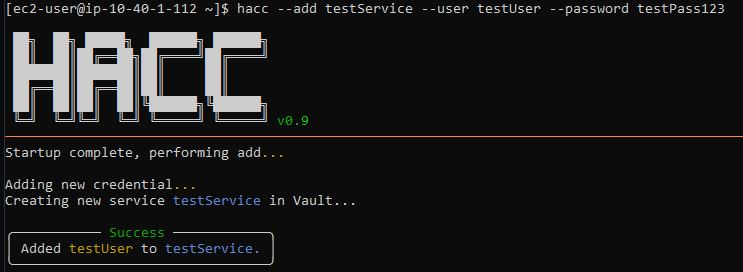 [ec2-user@ip-10-40-1-112 ~]$ hacc --add testService --user testUser --password testPass123
HACC
v0.9
Startup complete, performing add...
Adding new credential...
Creating new service testService in Vault...
Success
Added testUser to testService.